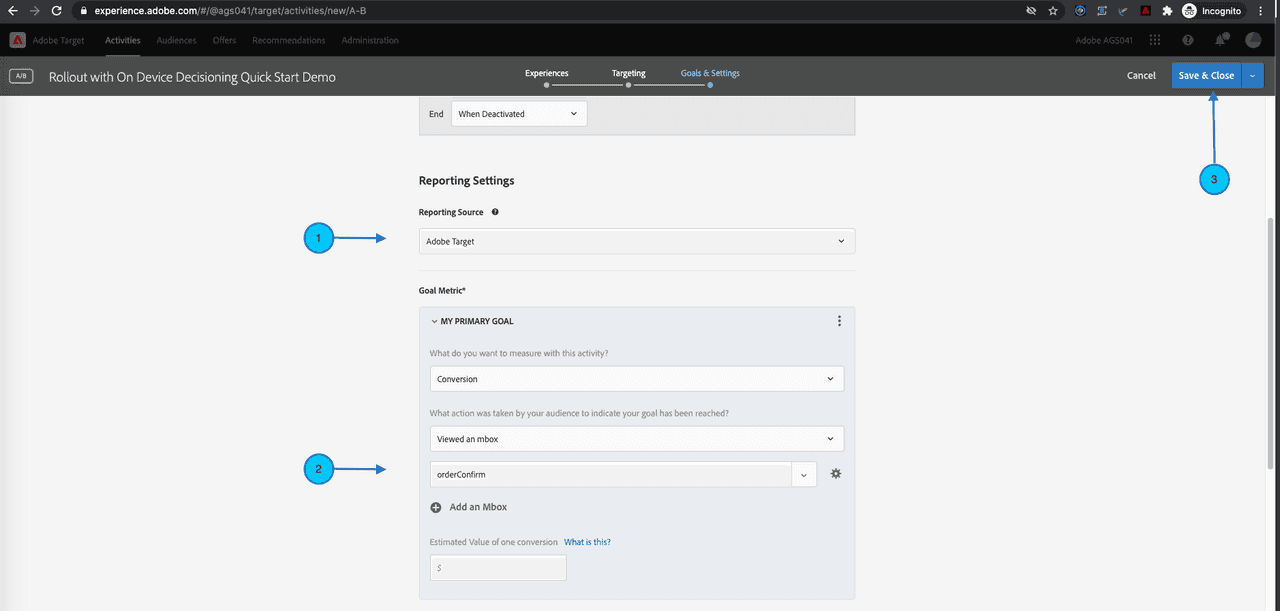 experience.adobe.com/#/@ags041/target/activities/new/A-B
Incognito
Adobe Target Activities Audiences Offers Recommendations Administration Adobe AGS041
A/B Rollout with On Device Decisioning Quick Start Demo Experiences Targeting Goals & Settings Cancel Save & Close
End When Deactivated
3
Reporting Settings
Reporting Source
1 Adobe Target
Goal Metric*
MY PRIMARY GOAL
What do you want to measure with this activity?
Conversion
What action was taken by your audience to indicate your goal has been reached?
Viewed an mbox
2 orderConfirm
Add an Mbox
Estimated Value of one conversion What is this?
$